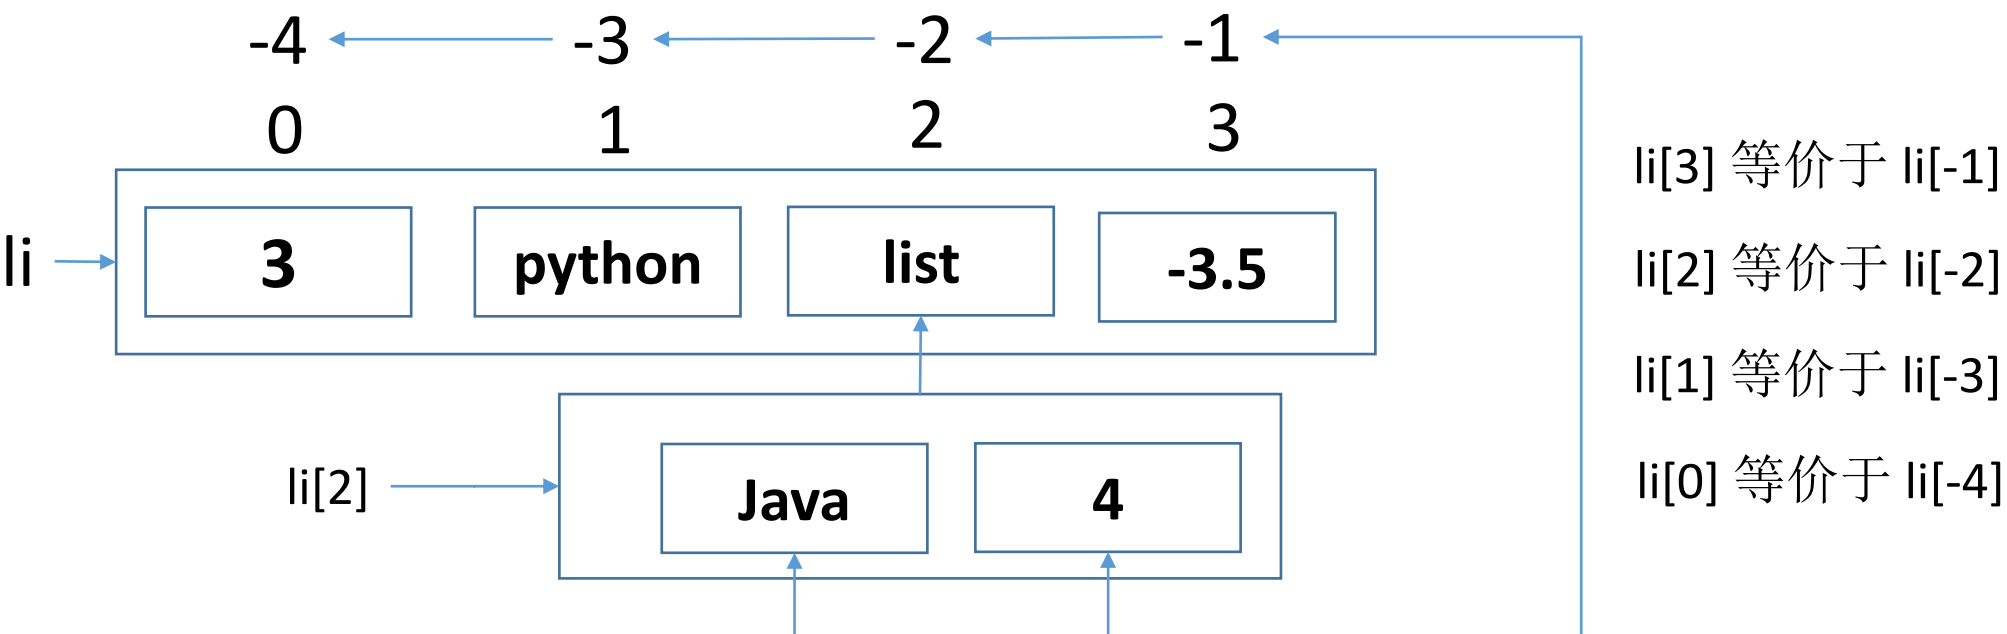 -4 -3 -2 -1
0 1 2 3
li[3] 等价于 li[-1]
li 3 python list -3.5
li[2] 等价于 li[-2]
li[1] 等价于 li[-3]
li[0] 等价于 li[-4]
li[2] Java 4